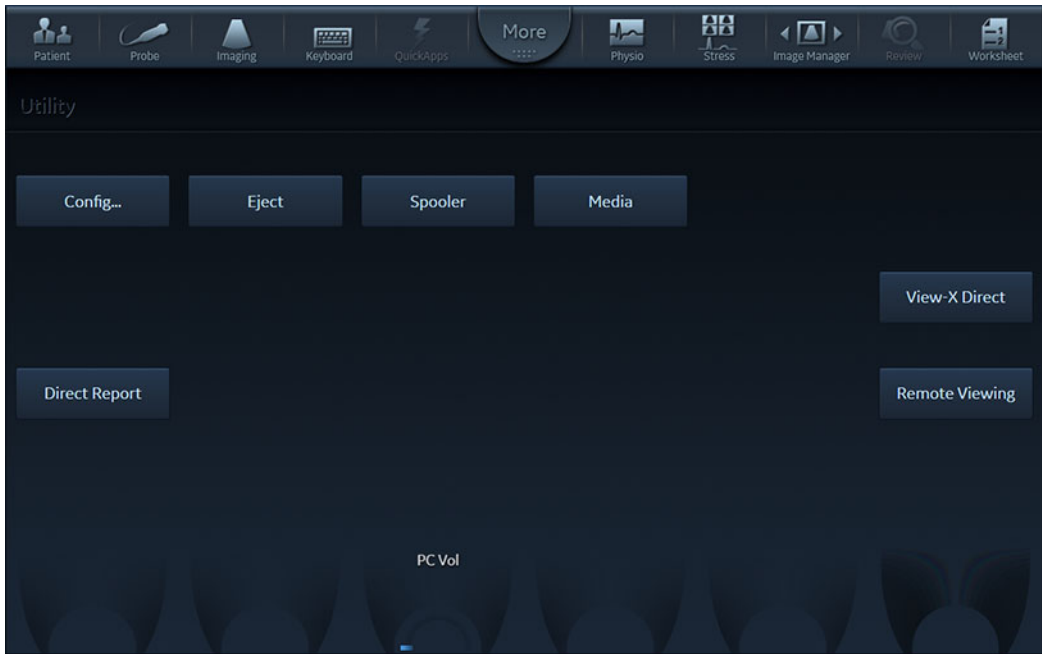 Patient
Probe
Imaging
Keyboard
QuickApps
More
Physio
Stress
Image Manager
Review
Worksheet
Utility
Config...
Eject
Spooler
Media
View-X Direct
Direct Report
Remote Viewing
PC Vol